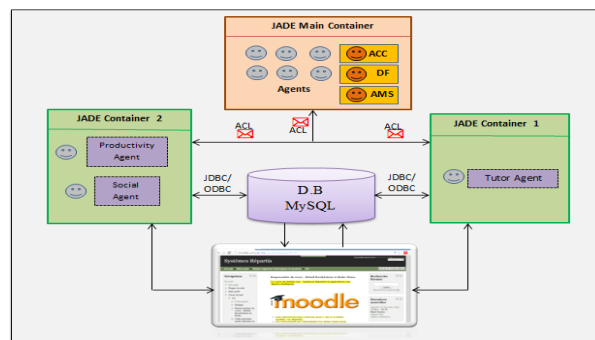 JADE Main Container
ACC
DF
Agents
AMS
JADE Container 2
ACL
ACL
ACL
JADE Container 1
Productivity
Agent
Social
Agent
JDBC/
ODBC
D.B
MySQL
JDBC/
ODBC
Tutor Agent
Systèmes Répartis
moodle